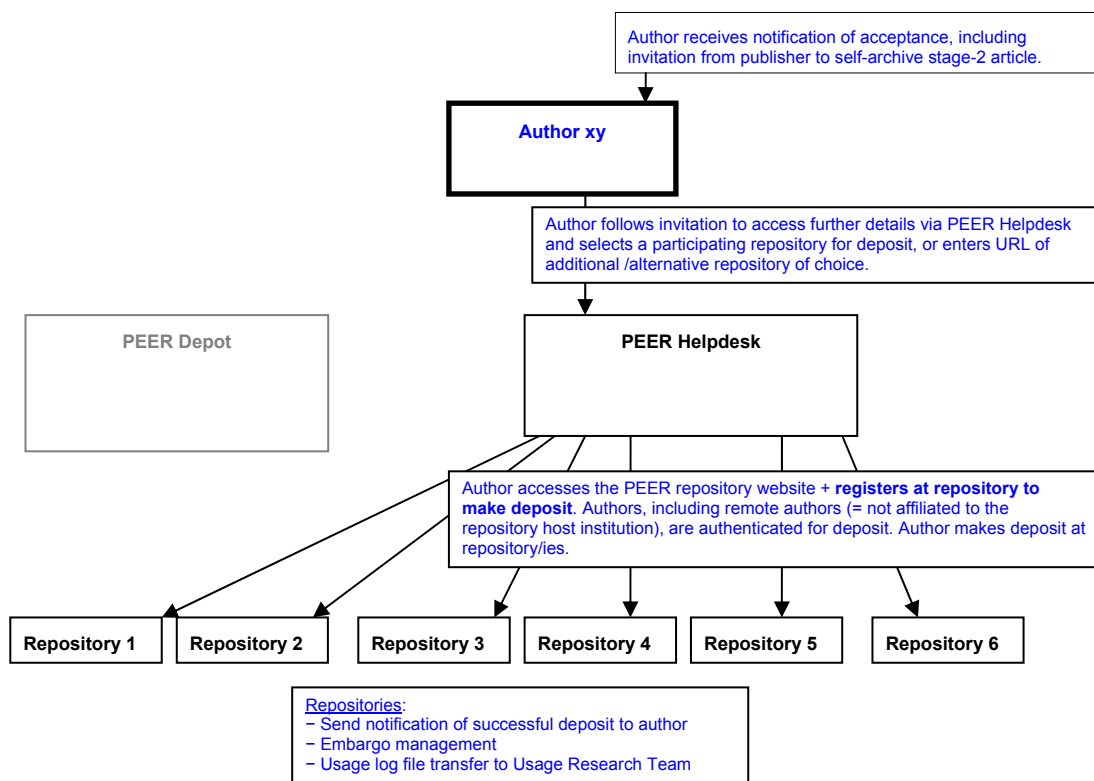 Author receives notification of acceptance, including
invitation from publisher to self-archive stage-2 article.
Author xy
Author follows invitation to access further details via PEER Helpdesk
and selects a participating repository for deposit, or enters URL of
additional /alternative repository of choice.
PEER Depot
PEER Helpdesk
Author accesses the PEER repository website + registers at repository to
make deposit. Authors, including remote authors (= not affiliated to the
repository host institution), are authenticated for deposit. Author makes deposit at
repository/ies.
Repository 1
Repository 2
Repository 3
Repository 4
Repository 5
Repository 6
Repositories:
− Send notification of successful deposit to author
− Embargo management
− Usage log file transfer to Usage Research Team